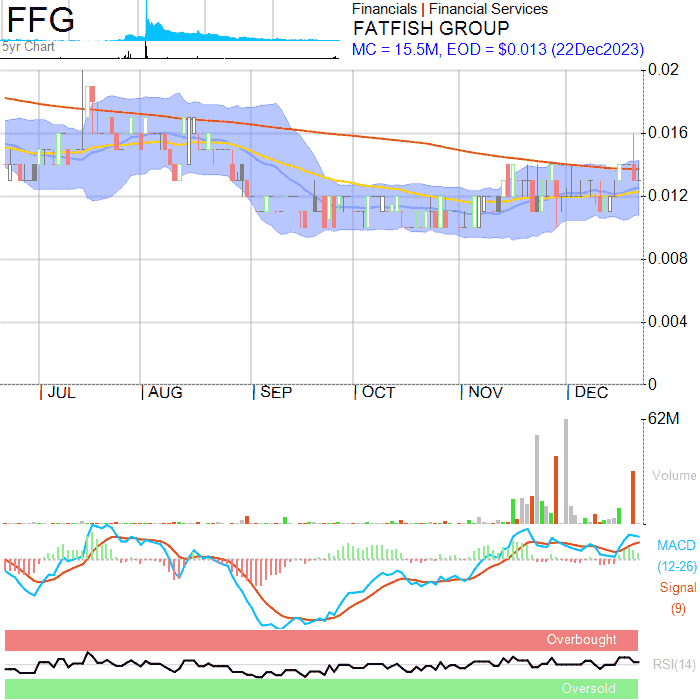 FFG
5yr Chart
Financials | Financial Services
FATFISH GROUP
MC = 15.5M, EOD = $0.013 (22Dec2023)
0.02
0.016
0.012
0.008
0.004
0
JUL AUG SEP OCT NOV DEC
62M
Volume
MACD
(12-26)
Signal
(9)
Overbought
RSI(14)
Oversold